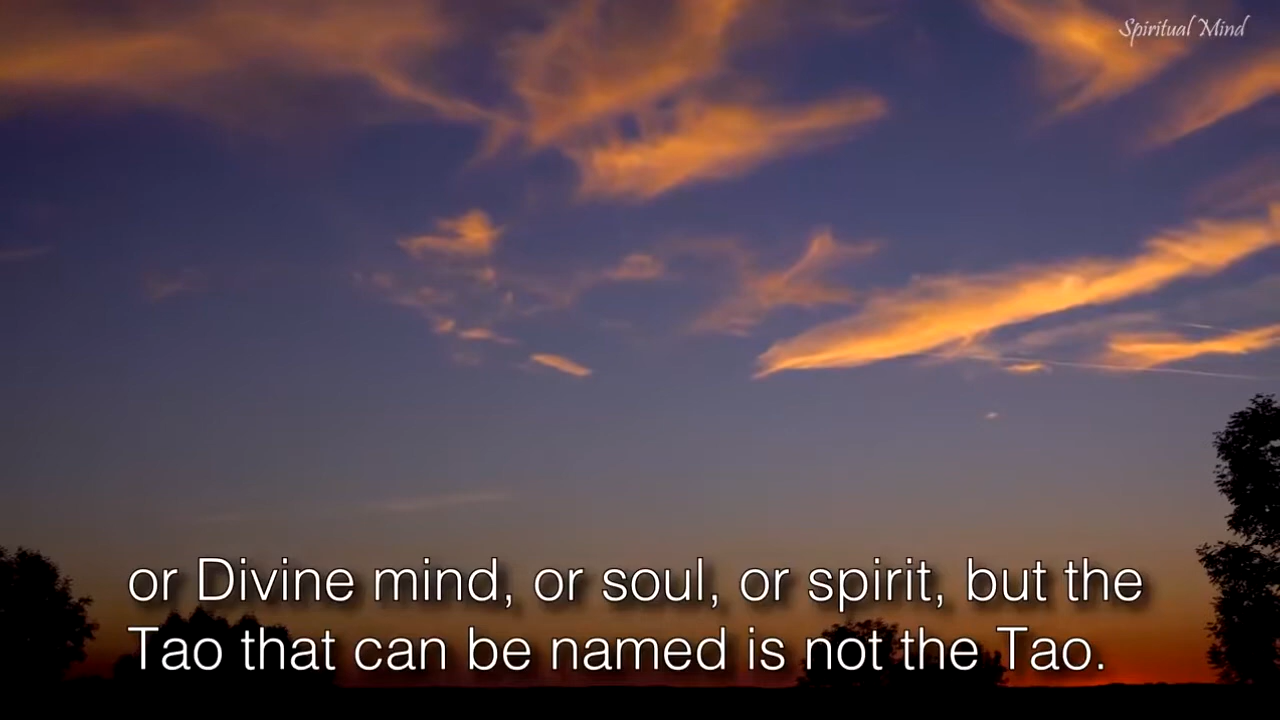 Spiritual Mind
or Divine mind, or soul, or spirit, but the
Tao that can be named is not the Tao.